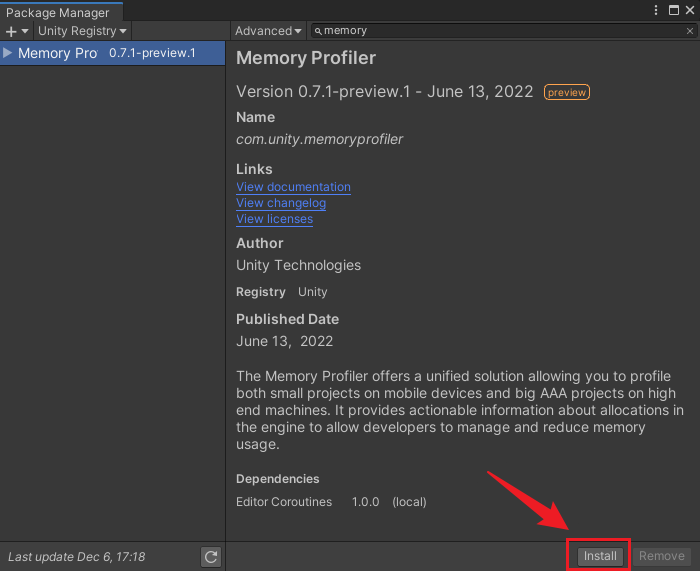 Package Manager
Unity Registry
Advanced
memory
Memory Pro 0.7.1-preview.1
Memory Profiler
Version 0.7.1-preview.1 - June 13, 2022 preview
Name
com.unity.memoryprofiler
Links
View documentation
View changelog
View licenses
Author
Unity Technologies
Registry Unity
Published Date
June 13, 2022
The Memory Profiler offers a unified solution allowing you to profile
both small projects on mobile devices and big AAA projects on high
end machines. It provides actionable information about allocations in
the engine to allow developers to manage and reduce memory
usage.
Dependencies
Editor Coroutines 1.0.0 (local)
Last update Dec 6, 17:18
Install Remove